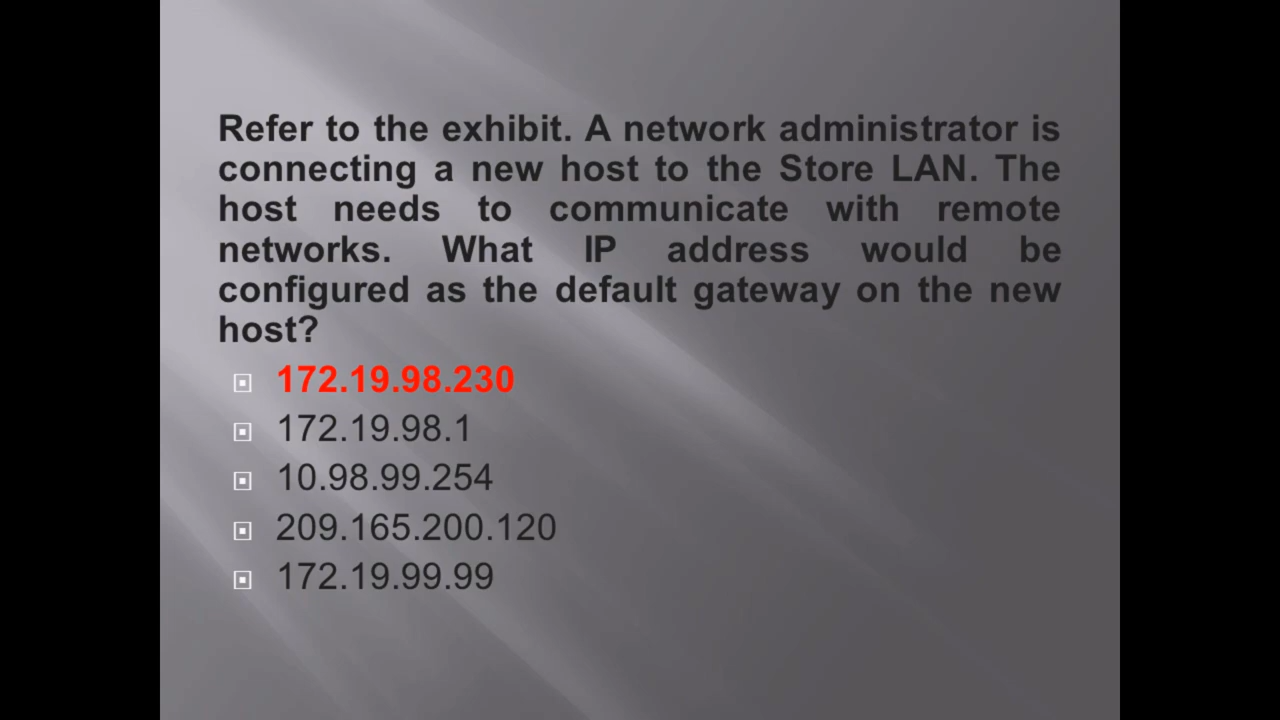 Refer to the exhibit. A network administrator is
connecting a new host to the Store LAN. The
host needs to communicate with remote
networks. What IP address would be
configured as the default gateway on the new
host?
172.19.98.230
172.19.98.1
10.98.99.254
209.165.200.120
172.19.99.99